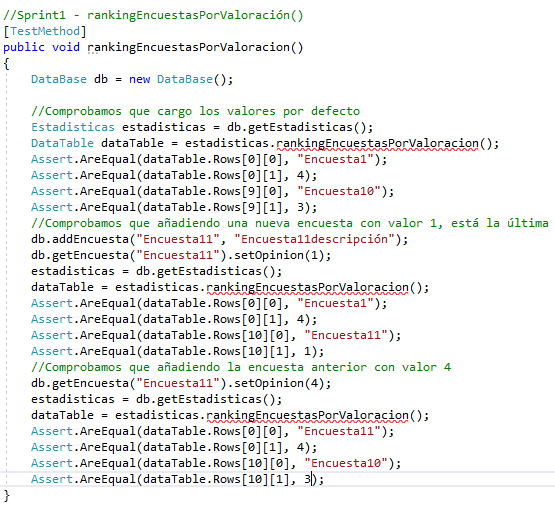 //Sprint1 - rankingEncuestasPorValoración()
[TestMethod]
public void rankingEncuestasPorValoracion()
{
DataBase db = new DataBase();
//Comprobamos que cargo los valores por defecto
Estadisticas estadisticas = db.getEstadisticas();
DataTable dataTable = estadisticas.rankingEncuestasPorValoracion();
Assert.AreEqual(dataTable.Rows[0][0], "Encuesta1");
Assert.AreEqual(dataTable.Rows[0][1], 4);
Assert.AreEqual(dataTable.Rows[9][0], "Encuesta10");
Assert.AreEqual(dataTable.Rows[9][1], 3);
//Comprobamos que añadiendo una nueva encuesta con valor 1, está la última
db.addEncuesta("Encuesta11", "Encuesta11descripción");
db.getEncuesta("Encuesta11").setOpinion(1);
estadisticas = db.getEstadisticas();
dataTable = estadisticas.rankingEncuestasPorValoracion();
Assert.AreEqual(dataTable.Rows[0][0], "Encuesta1");
Assert.AreEqual(dataTable.Rows[0][1], 4);
Assert.AreEqual(dataTable.Rows[10][0], "Encuesta11");
Assert.AreEqual(dataTable.Rows[10][1], 1);
//Comprobamos que añadiendo la encuesta anterior con valor 4
db.getEncuesta("Encuesta11").setOpinion(4);
estadisticas = db.getEstadisticas();
dataTable = estadisticas.rankingEncuestasPorValoracion();
Assert.AreEqual(dataTable.Rows[0][0], "Encuesta11");
Assert.AreEqual(dataTable.Rows[0][1], 4);
Assert.AreEqual(dataTable.Rows[10][0], "Encuesta10");
Assert.AreEqual(dataTable.Rows[10][1], 3);
}